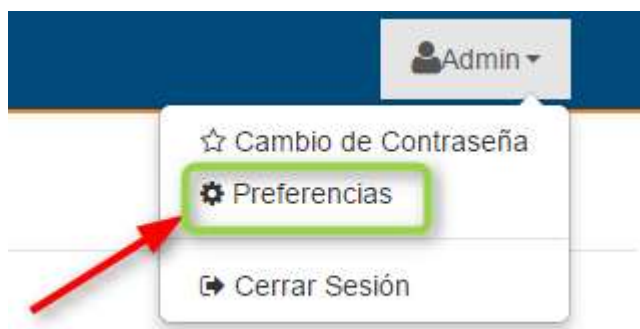 Admin
Cambio de Contraseña
Preferencias
Cerrar Sesión